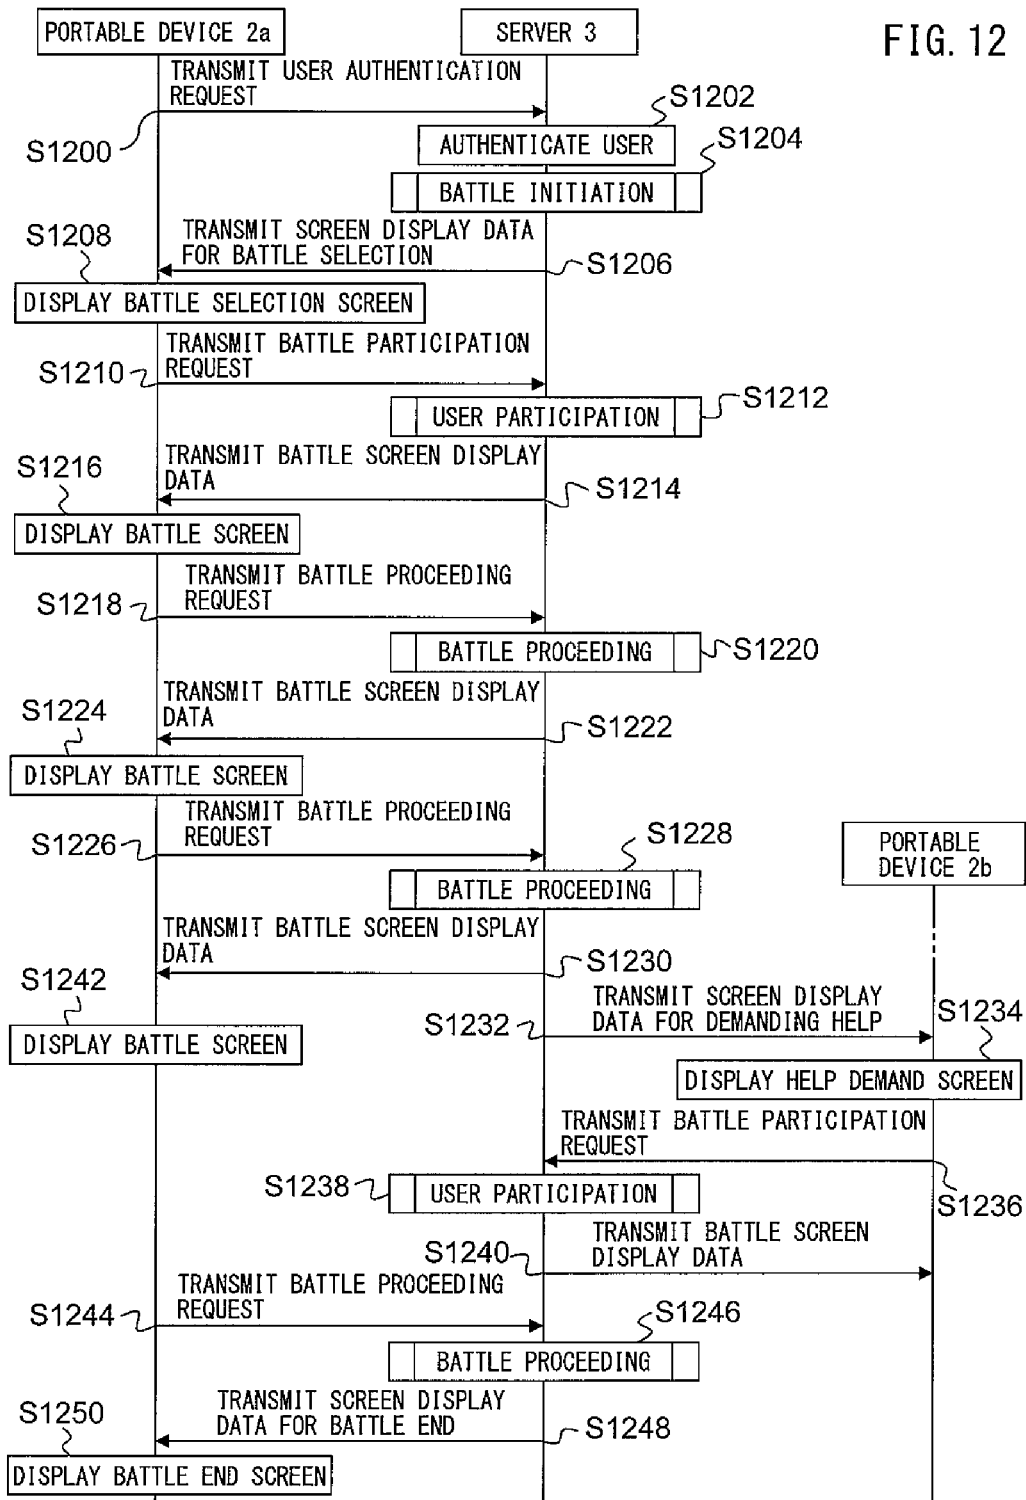 PORTABLE DEVICE 2a
SERVER 3
FIG. 12
TRANSMIT USER AUTHENTICATION
REQUEST
S1200
S1202
AUTHENTICATE USER
S1204
BATTLE INITIATION
TRANSMIT SCREEN DISPLAY DATA
FOR BATTLE SELECTION
S1206
S1208
DISPLAY BATTLE SELECTION SCREEN
TRANSMIT BATTLE PARTICIPATION
REQUEST
S1210
USER PARTICIPATION
S1212
TRANSMIT BATTLE SCREEN DISPLAY
DATA
S1214
S1216
DISPLAY BATTLE SCREEN
TRANSMIT BATTLE PROCEEDING
REQUEST
S1218
BATTLE PROCEEDING
S1220
TRANSMIT BATTLE SCREEN DISPLAY
DATA
S1222
S1224
DISPLAY BATTLE SCREEN
TRANSMIT BATTLE PROCEEDING
REQUEST
S1226
S1228
BATTLE PROCEEDING
PORTABLE
DEVICE 2b
TRANSMIT BATTLE SCREEN DISPLAY
DATA
S1230
S1242
DISPLAY BATTLE SCREEN
S1232
TRANSMIT SCREEN DISPLAY
DATA FOR DEMANDING HELP
S1234
DISPLAY HELP DEMAND SCREEN
TRANSMIT BATTLE PARTICIPATION
REQUEST
S1236
S1238
USER PARTICIPATION
S1240
TRANSMIT BATTLE SCREEN
DISPLAY DATA
TRANSMIT BATTLE PROCEEDING
REQUEST
S1244
S1246
BATTLE PROCEEDING
TRANSMIT SCREEN DISPLAY
DATA FOR BATTLE END
S1248
S1250
DISPLAY BATTLE END SCREEN